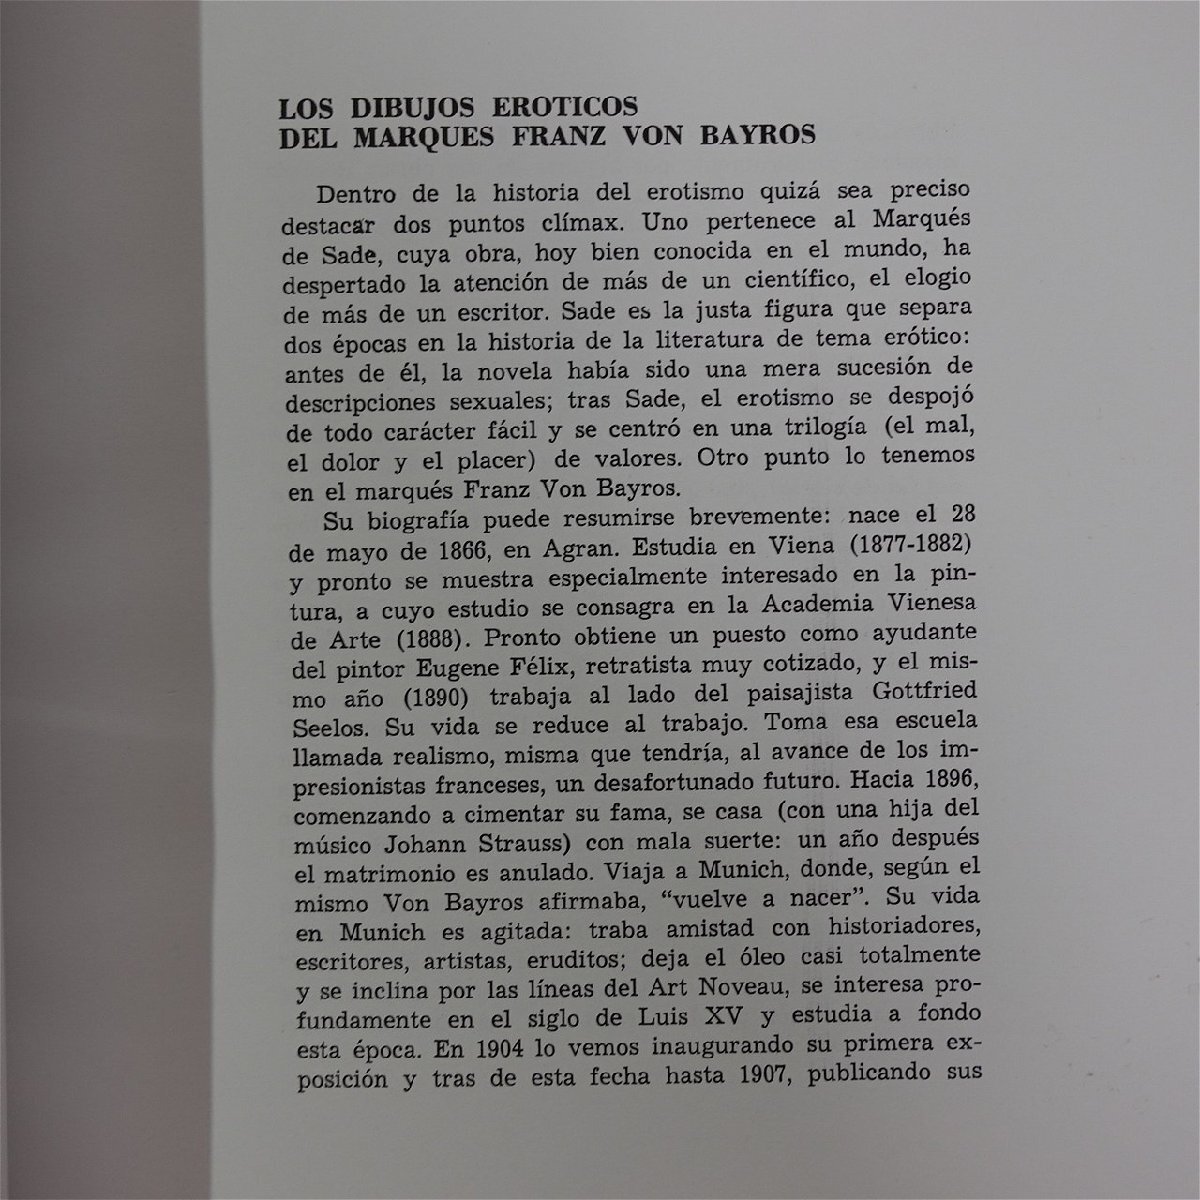 LOS DIBUJOS EROTICOS
DEL MARQUES FRANZ VON BAYROS
Dentro de la historia del erotismo quizá sea preciso
destacar dos puntos clímax. Uno pertenece al Marqués
de Sade, cuya obra, hoy bien conocida en el mundo, ha
despertado la atención de más de un científico, el elogio
de más de un escritor. Sade es la justa figura que separa
dos épocas en la historia de la literatura de tema erótico:
antes de él, la novela había sido una mera sucesión de
descripciones sexuales; tras Sade, el erotismo se despojó
de todo carácter fácil y se centró en una trilogía (el mal,
el dolor y el placer) de valores. Otro punto lo tenemos
en el marqués Franz Von Bayros.
Su biografía puede resumirse brevemente: nace el 28
de mayo de 1866, en Agran. Estudia en Viena (1877-1882)
y pronto se muestra especialmente interesado en la pin-
tura, a cuyo estudio se consagra en la Academia Vienesa
de Arte (1888). Pronto obtiene un puesto como ayudante
del pintor Eugene Félix, retratista muy cotizado, y el mis-
mo año (1890) trabaja al lado del paisajista Gottfried
Seelos. Su vida se reduce al trabajo. Toma esa escuela
llamada realismo, misma que tendría, al avance de los im-
presionistas franceses, un desafortunado futuro. Hacia 1896,
comenzando a cimentar su fama, se casa (con una hija del
músico Johann Strauss) con mala suerte: un año después
el matrimonio es anulado. Viaja a Munich, donde, según el
mismo Von Bayros afirmaba, “vuelve a nacer”. Su vida
en Munich es agitada: traba amistad con historiadores,
escritores, artistas, eruditos; deja el óleo casi totalmente
y se inclina por las líneas del Art Noveau, se interesa pro-
fundamente en el siglo de Luis XV y estudia a fondo
esta época. En 1904 lo vemos inaugurando su primera ex-
posición y tras de esta fecha hasta 1907, publicando sus